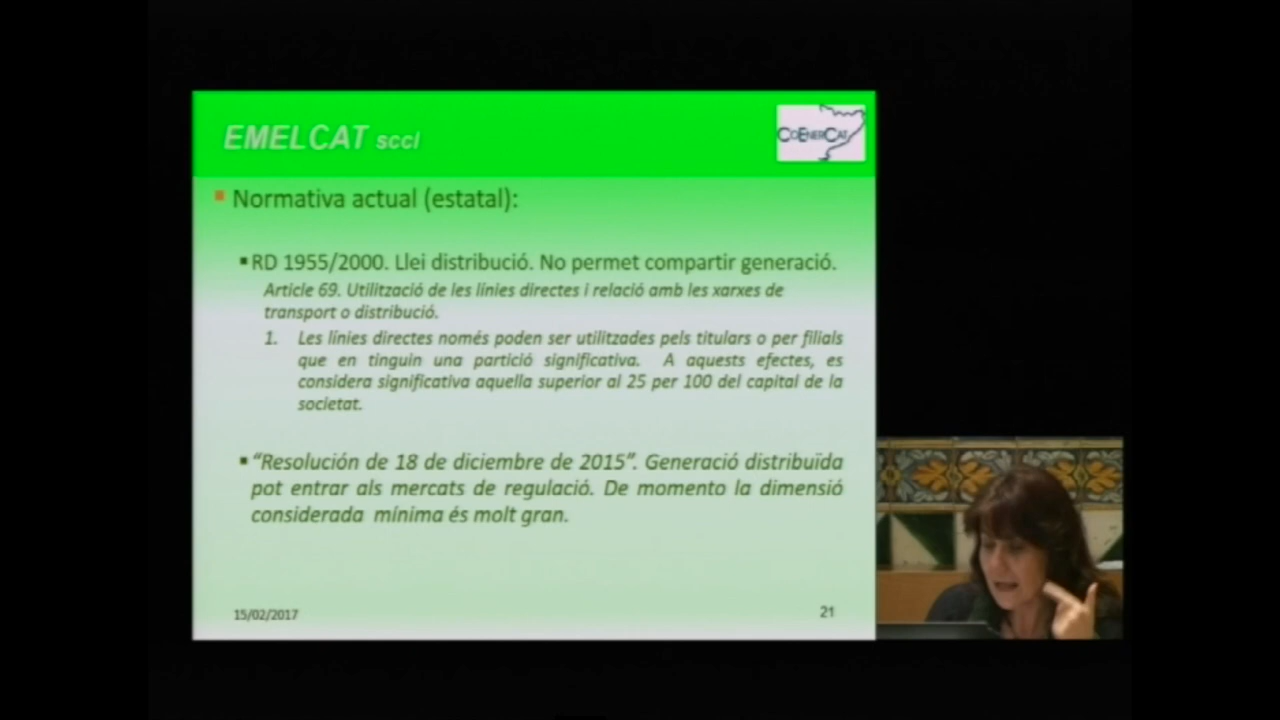 EMELCAT sccl
COENERCAT
Normativa actual (estatal):
RD 1955/2000. Llei distribució. No permet compartir generació.
Article 69. Utilització de les línies directes i relació amb les xarxes de
transport o distribució.
1. Les línies directes només poden ser utilitzades pels titulars o per filials
que en tinguin una partició significativa. A aquests efectes, es
considera significativa aquella superior al 25 per 100 del capital de la
societat.
“Resolución de 18 de diciembre de 2015”. Generació distribuïda
pot entrar als mercats de regulació. De momento la dimensió
considerada mínima és molt gran.
15/02/2017
21